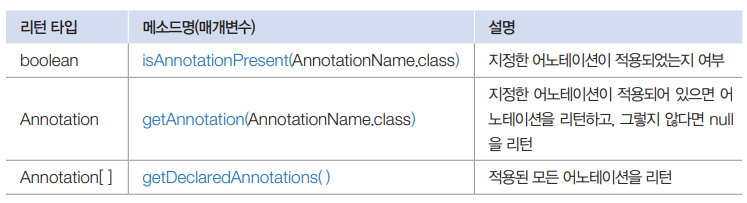 리턴 타입 메소드명(매개변수) 설명
boolean isAnnotationPresent(AnnotationName.class) 지정한 어노테이션이 적용되었는지 여부
Annotation getAnnotation(AnnotationName.class) 지정한 어노테이션이 적용되어 있으면 어
노테이션을 리턴하고, 그렇지 않다면 null
을 리턴
Annotation[ ] getDeclaredAnnotations( ) 적용된 모든 어노테이션을 리턴